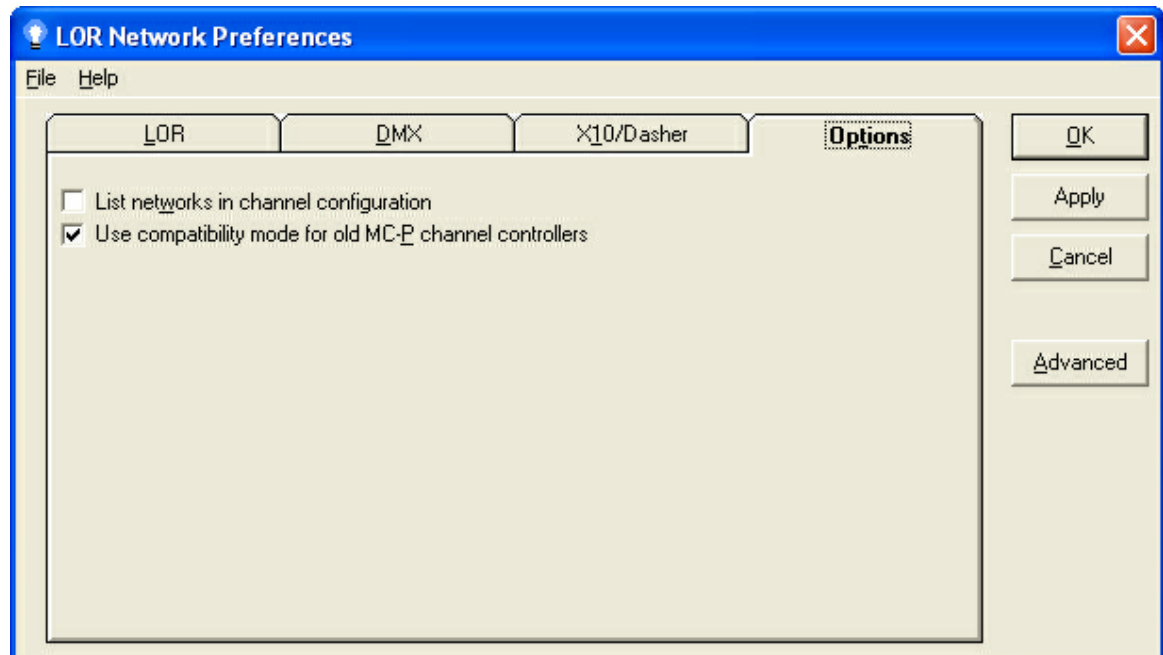 LOR Network Preferences
File Help
LOR DMX X10/Dasher Options
OK
List networks in channel configuration
Apply
Use compatibility mode for old MC-P channel controllers
Cancel
Advanced